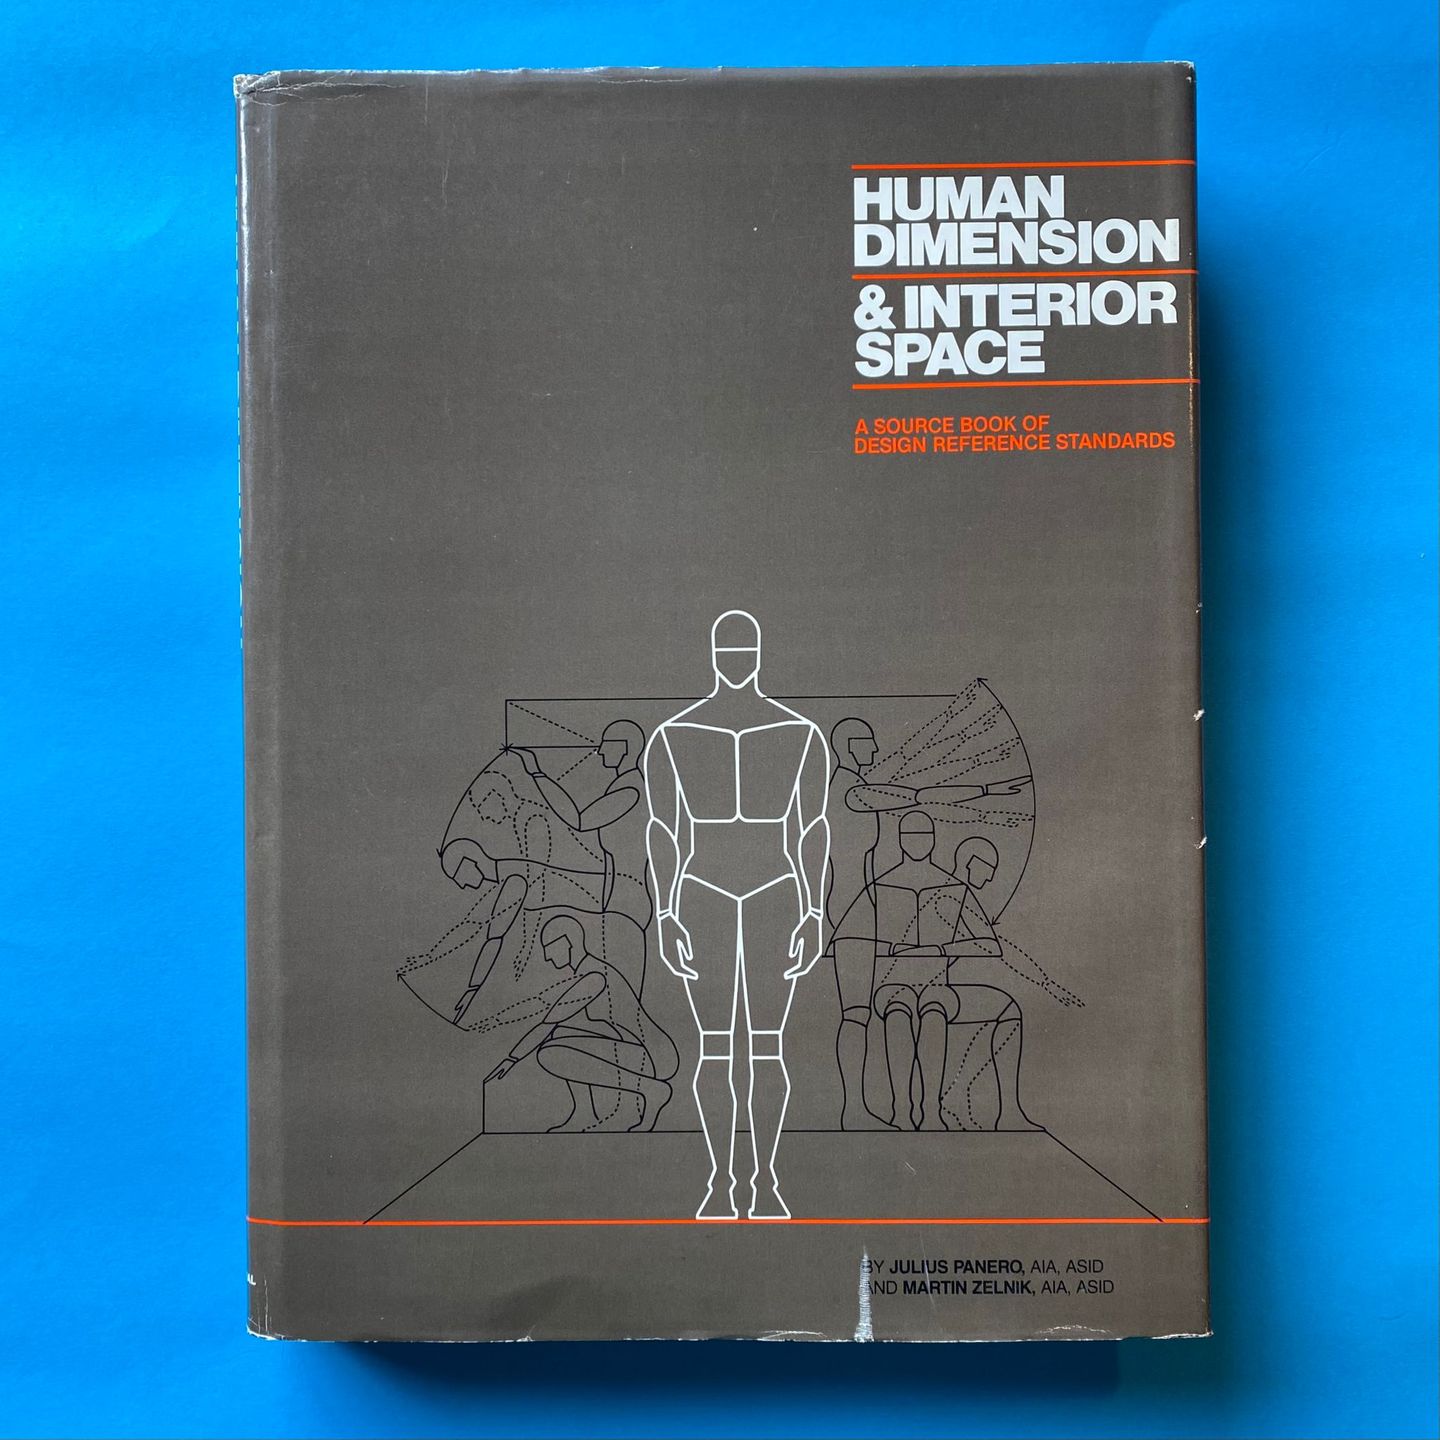 HUMAN
DIMENSION
& INTERIOR
SPACE
A SOURCE BOOK OF
DESIGN REFERENCE STANDARDS
BY JULIUS PANERO, AIA, ASID
AND MARTIN ZELNIK, AIA, ASID